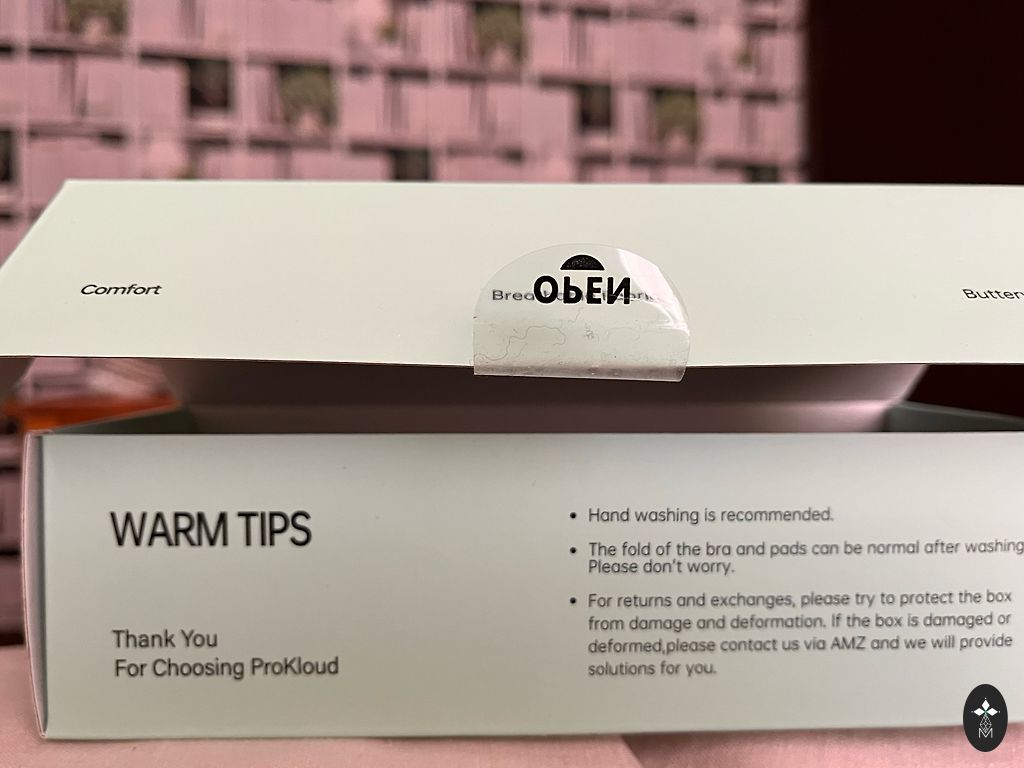 Comfort
OPEN
Butter
WARM TIPS
Thank You
For Choosing ProKloud
• Hand washing is recommended.
• The fold of the bra and pads can be normal after washing
Please don't worry.
• For returns and exchanges, please try to protect the box
from damage and deformation. If the box is damaged or
deformed,please contact us via AMZ and we will provide
solutions for you.
M